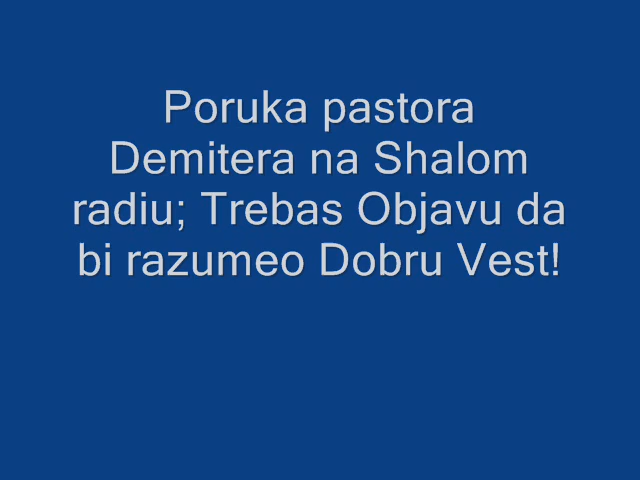 Poruka pastora
Demitera na Shalom
radiu; Trebas Objavu da
bi razumeo Dobru Vest!